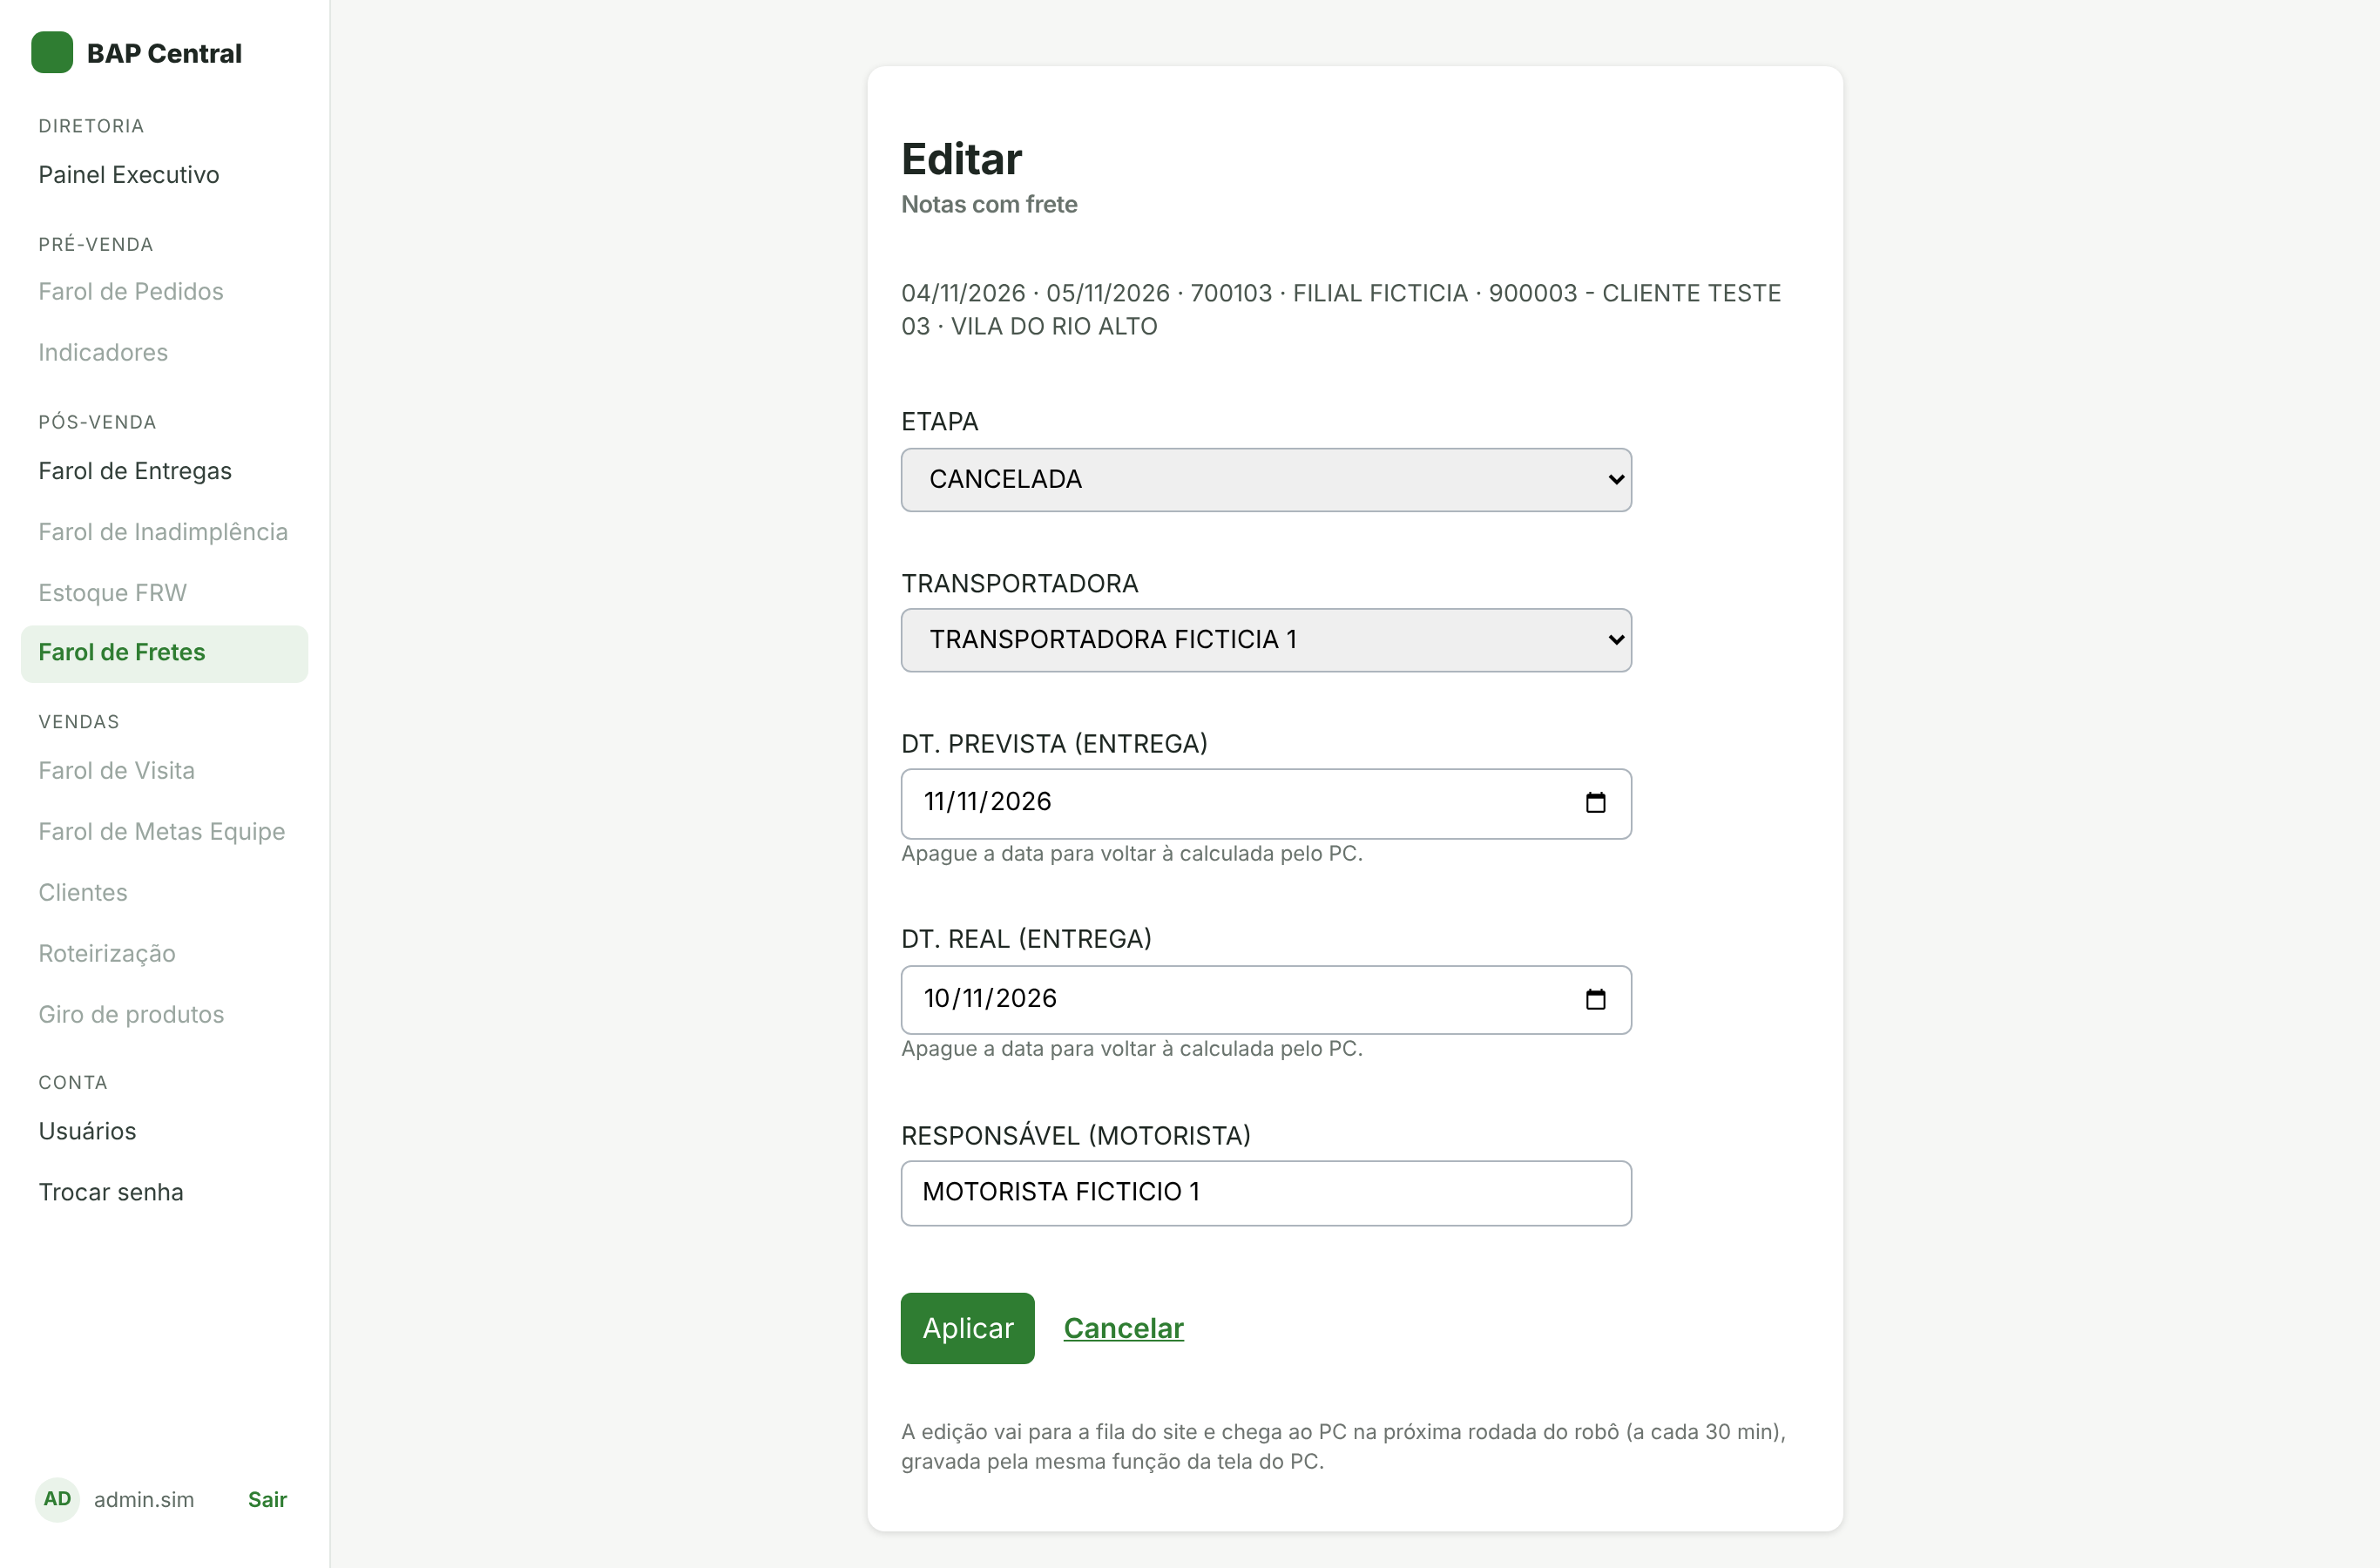 BAP Central
DIRETORIA
Painel Executivo
PRÉ-VENDA
Farol de Pedidos
Indicadores
PÓS-VENDA
Farol de Entregas
Farol de Inadimplência
Estoque FRW
Farol de Fretes
VENDAS
Farol de Visita
Farol de Metas Equipe
Clientes
Roteirização
Giro de produtos
CONTA
Usuários
Trocar senha
AD admin.sim Sair
Editar
Notas com frete
04/11/2026 · 05/11/2026 · 700103 · FILIAL FICTICIA · 900003 - CLIENTE TESTE
03 · VILA DO RIO ALTO
ETAPA
CANCELADA
TRANSPORTADORA
TRANSPORTADORA FICTICIA 1
DT. PREVISTA (ENTREGA)
11/11/2026
Apague a data para voltar à calculada pelo PC.
DT. REAL (ENTREGA)
10/11/2026
Apague a data para voltar à calculada pelo PC.
RESPONSÁVEL (MOTORISTA)
MOTORISTA FICTICIO 1
Aplicar Cancelar
A edição vai para a fila do site e chega ao PC na próxima rodada do robô (a cada 30 min),
gravada pela mesma função da tela do PC.